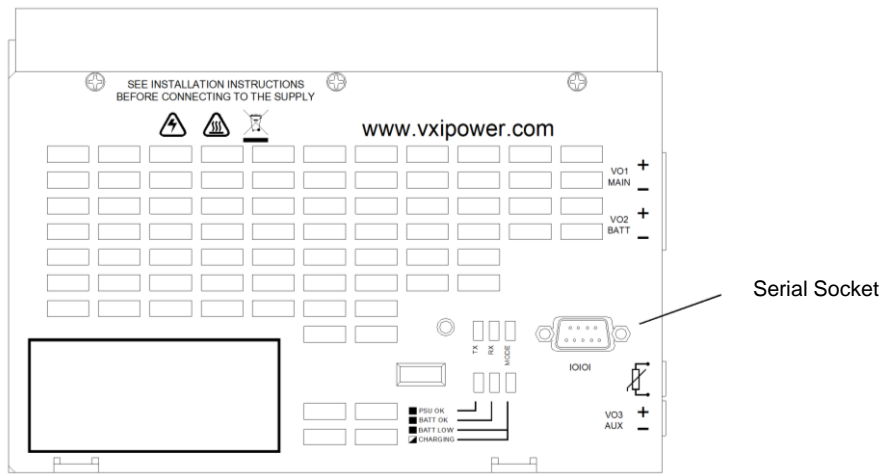 SEE INSTALLATION INSTRUCTIONS
BEFORE CONNECTING TO THE SUPPLY
www.vxipower.com
VO1
MAIN
+
−
VO2
BATT
+
−
Serial Socket
TX
RX
MODE
IOIOI
PSU OK
BATT OK
BATT LOW
CHARGING
VO3
AUX
+
−